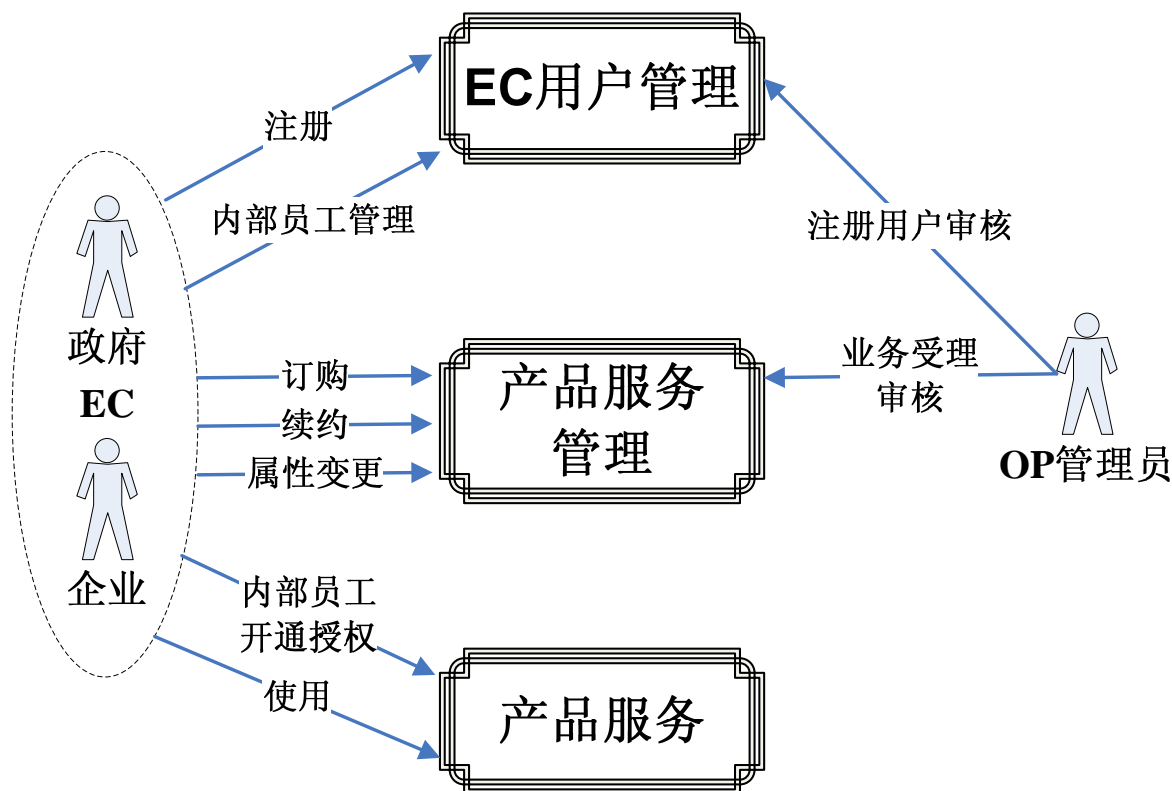 EC用户管理
注册
内部员工管理
注册用户审核
政府
EC
企业
订购
续约
属性变更
产品服务
管理
业务受理
审核
OP管理员
内部员工
开通授权
使用
产品服务